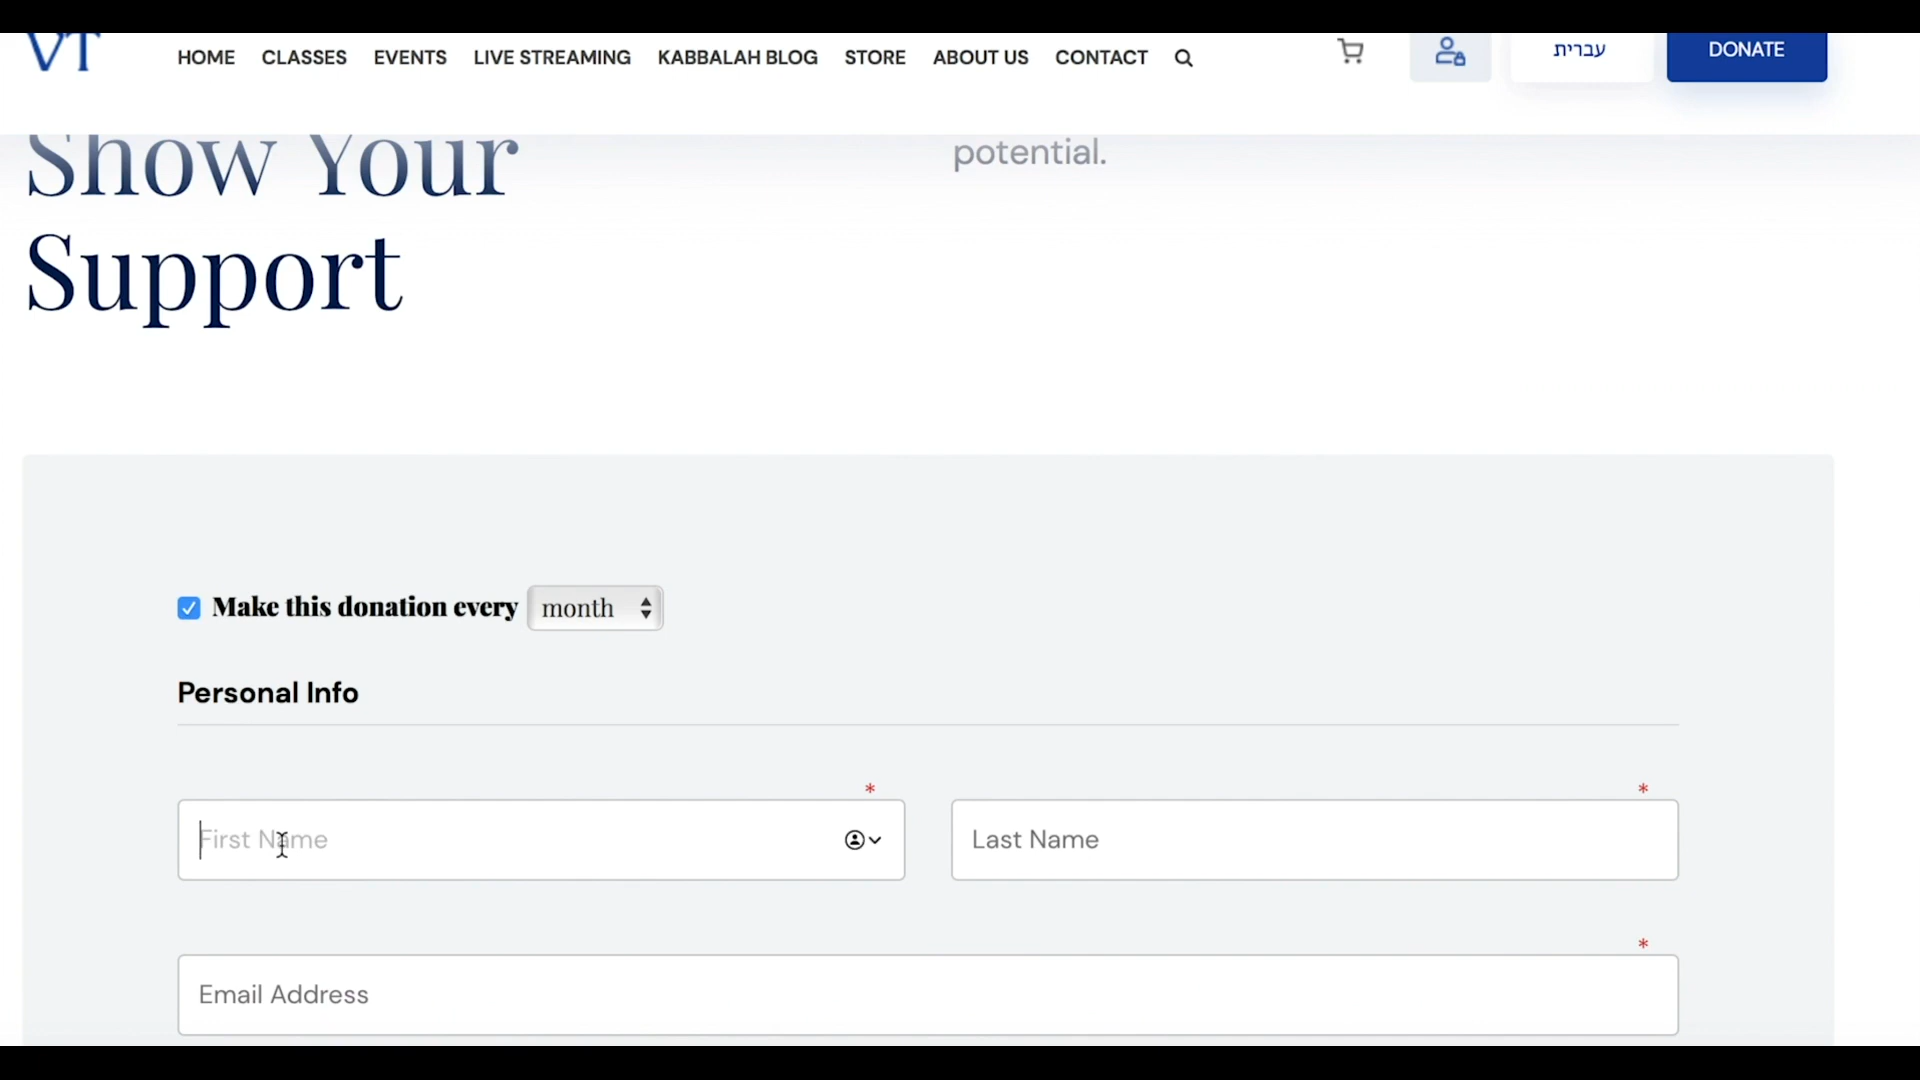 VT
HOME CLASSES EVENTS LIVE STREAMING KABBALAH BLOG STORE ABOUT US CONTACT עברית DONATE
Show Your
Support
potential.
Make this donation every month
Personal Info
* *
First Name Last Name
*
Email Address